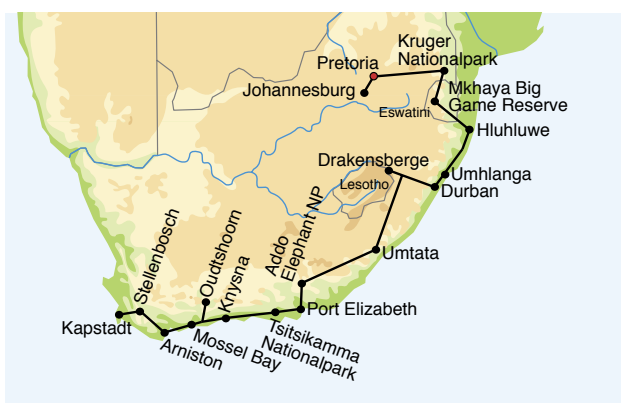 Kruger
Nationalpark
Pretoria
Johannesburg
Mkhaya Big
Game Reserve
Eswatini
Hluhluwe
Drakensberge
Lesotho
Umhlanga
Durban
Umtata
Addo
Elephant NP
Stellenbosch
Oudtshoorn
Knysna
Port Elizabeth
Kapstadt
Arniston
Mossel Bay
Tsitsikamma
Nationalpark